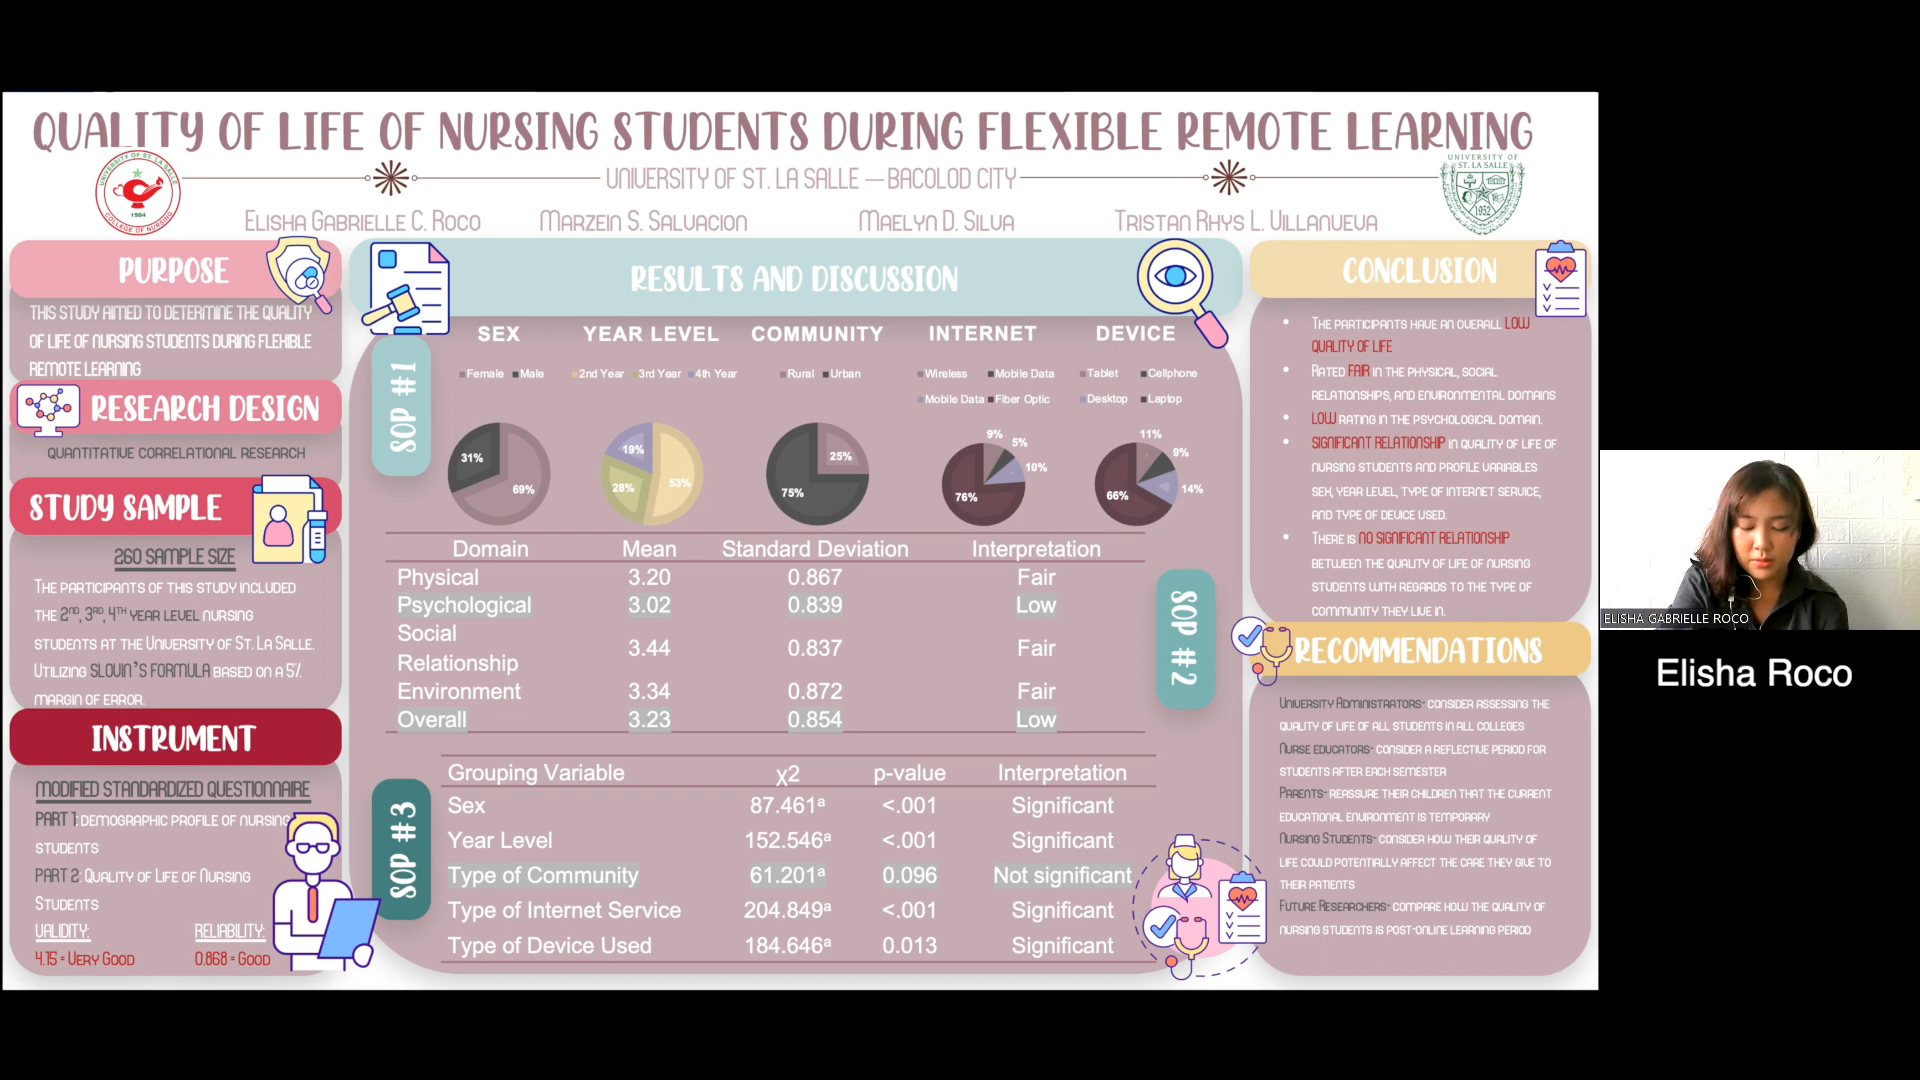 QUALITY OF LIFE OF NURSING STUDENTS DURING FLEXIBLE REMOTE LEARNING
UNIVERSITY OF ST. LA SALLE – BACOLOD CITY
UNIVERSITY OF ST. LA SALLE
1984
COLLEGE OF NURSING
UNIVERSITY OF
ST. LA SALLE
1952
ELISHA GABRIELLE C. ROCO
MARZEIN S. SALVACION
MAELYN D. SILVA
TRISTAN RHYS L. VILLANUEVA
PURPOSE
THIS STUDY AIMED TO DETERMINE THE QUALITY
OF LIFE OF NURSING STUDENTS DURING FLEXIBLE
REMOTE LEARNING
RESEARCH DESIGN
QUANTITATIVE CORRELATIONAL RESEARCH
STUDY SAMPLE
260 SAMPLE SIZE
THE PARTICIPANTS OF THIS STUDY INCLUDED
THE 2ND, 3RD, 4TH YEAR LEVEL NURSING
STUDENTS AT THE UNIVERSITY OF ST. LA SALLE.
UTILIZING SLOVIN'S FORMULA BASED ON A 5%
MARGIN OF ERROR.
INSTRUMENT
MODIFIED STANDARDIZED QUESTIONNAIRE
PART 1: DEMOGRAPHIC PROFILE OF NURSING
STUDENTS
PART 2: QUALITY OF LIFE OF NURSING
STUDENTS
VALIDITY: RELIABILITY:
4.75 = VERY GOOD 0.868 = GOOD
RESULTS AND DISCUSSION
SOP #1
SEX YEAR LEVEL COMMUNITY INTERNET DEVICE
Female Male 2nd Year 3rd Year 4th Year Rural Urban Wireless Mobile Data Tablet Cellphone
Mobile Data Fiber Optic Desktop Laptop
31% 69%
19% 28% 53%
25% 75%
9% 5% 10% 76%
11% 9% 14% 66%
SOP #2
Domain Mean Standard Deviation Interpretation
Physical 3.20 0.867 Fair
Psychological 3.02 0.839 Low
Social
Relationship 3.44 0.837 Fair
Environment 3.34 0.872 Fair
Overall 3.23 0.854 Low
SOP #3
Grouping Variable χ2 p-value Interpretation
Sex 87.461a <.001 Significant
Year Level 152.546a <.001 Significant
Type of Community 61.201a 0.096 Not significant
Type of Internet Service 204.849a <.001 Significant
Type of Device Used 184.646a 0.013 Significant
CONCLUSION
• THE PARTICIPANTS HAVE AN OVERALL LOW
QUALITY OF LIFE
• RATED FAIR IN THE PHYSICAL, SOCIAL
RELATIONSHIPS, AND ENVIRONMENTAL DOMAINS
• LOW RATING IN THE PSYCHOLOGICAL DOMAIN.
• SIGNIFICANT RELATIONSHIP IN QUALITY OF LIFE OF
NURSING STUDENTS AND PROFILE VARIABLES
SEX, YEAR LEVEL, TYPE OF INTERNET SERVICE,
AND TYPE OF DEVICE USED.
• THERE IS NO SIGNIFICANT RELATIONSHIP
BETWEEN THE QUALITY OF LIFE OF NURSING
STUDENTS WITH REGARDS TO THE TYPE OF
COMMUNITY THEY LIVE IN.
RECOMMENDATIONS
UNIVERSITY ADMINISTRATORS- CONSIDER ASSESSING THE
QUALITY OF LIFE OF ALL STUDENTS IN ALL COLLEGES
NURSE EDUCATORS- CONSIDER A REFLECTIVE PERIOD FOR
STUDENTS AFTER EACH SEMESTER
PARENTS- REASSURE THEIR CHILDREN THAT THE CURRENT
EDUCATIONAL ENVIRONMENT IS TEMPORARY
NURSING STUDENTS- CONSIDER HOW THEIR QUALITY OF
LIFE COULD POTENTIALLY AFFECT THE CARE THEY GIVE TO
THEIR PATIENTS
FUTURE RESEARCHERS- COMPARE HOW THE QUALITY OF
NURSING STUDENTS IS POST-ONLINE LEARNING PERIOD
ELISHA GABRIELLE ROCO
Elisha Roco